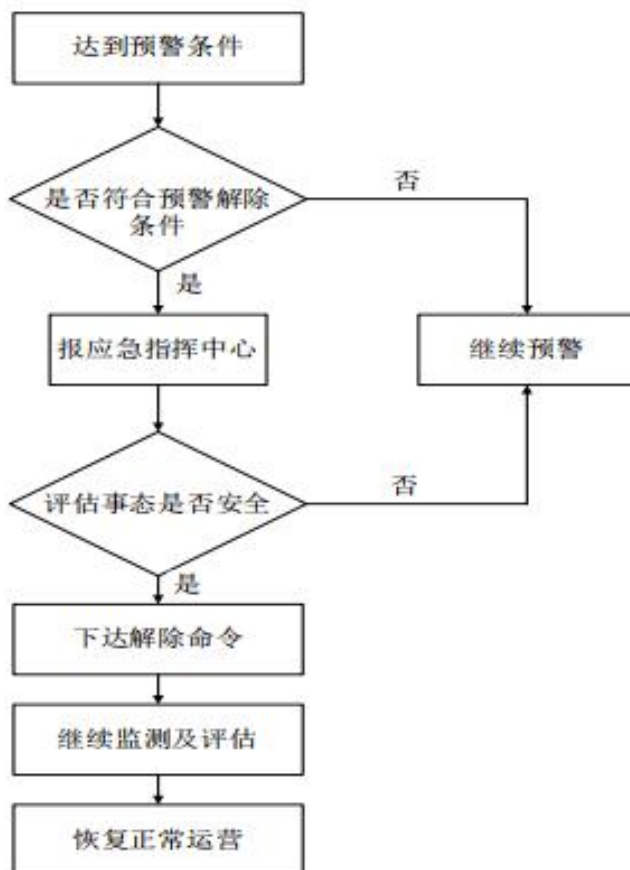 达到预警条件
是否符合预警解除
条件
否
是
报应急指挥中心
继续预警
评估事态是否安全
否
是
下达解除命令
继续监测及评估
恢复正常运营